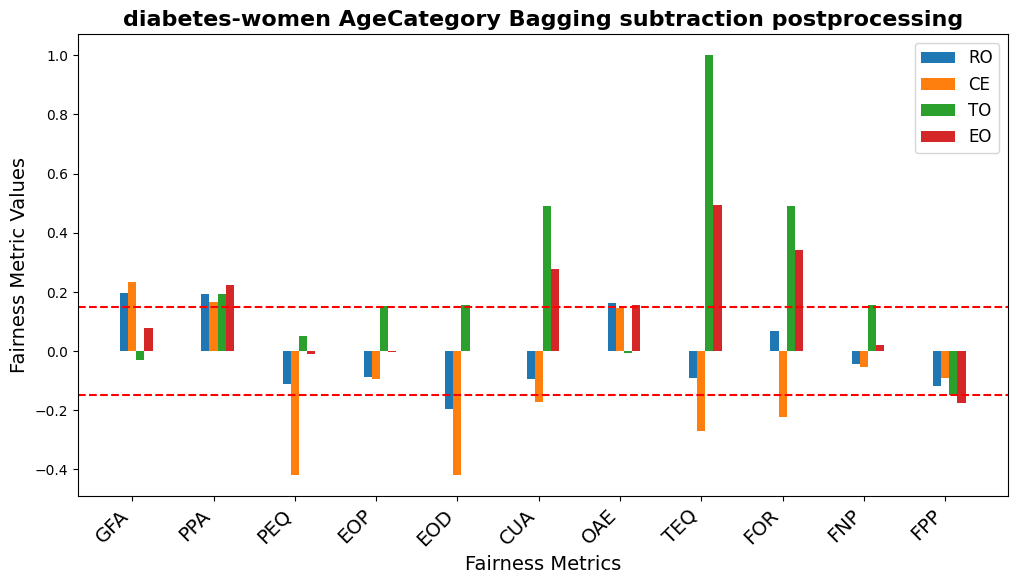 diabetes-women AgeCategory Bagging subtraction postprocessing
1.0
0.8
0.6
0.4
0.2
0.0
−0.2
−0.4
Fairness Metric Values
RO
CE
TO
EO
GFA
PPA
PEQ
EOP
EOD
CUA
OAE
TEQ
FOR
FNP
FPP
Fairness Metrics